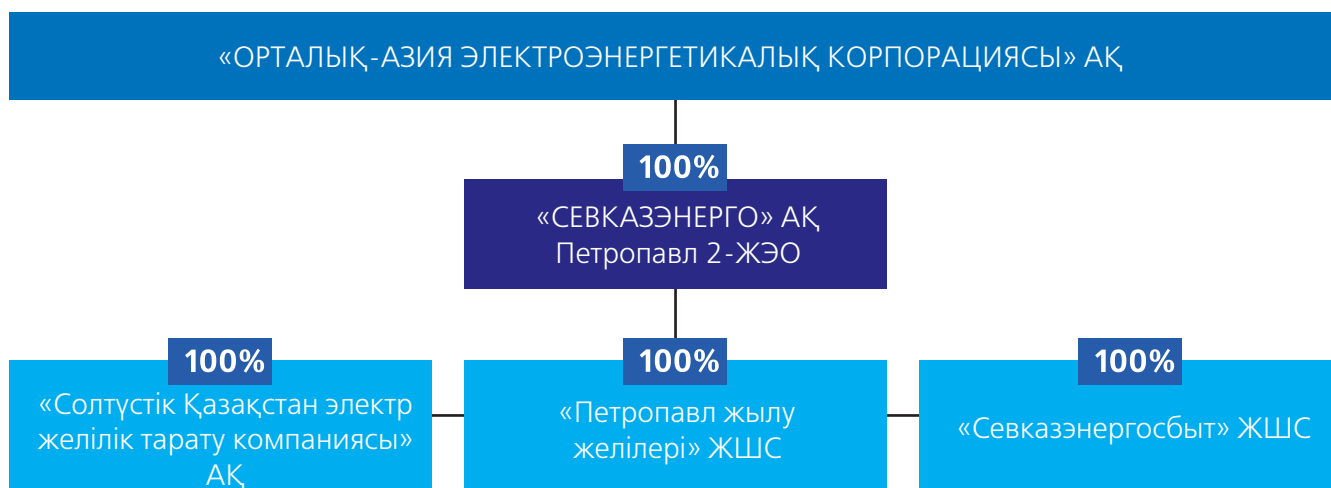 «ОРТАЛЫҚ-АЗИЯ ЭЛЕКТРОЭНЕРГЕТИКАЛЫҚ КОРПОРАЦИЯСЫ» АҚ
100%
«СЕВКАЗЭНЕРГО» АҚ
Петропавл 2-ЖЭО
100%
«Солтүстік Қазақстан электр
желілік тарату компаниясы»
АҚ
100%
«Петропавл жылу
желілері» ЖШС
100%
«Севказэнергосбыт» ЖШС